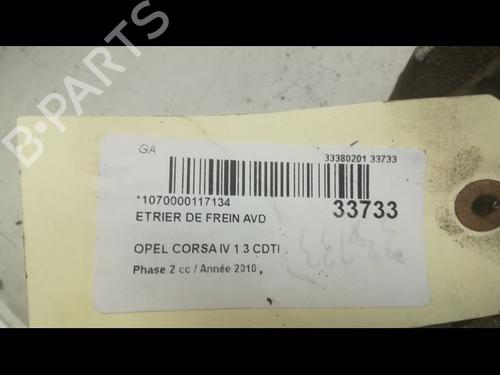 B-PARTS
GA
33380201 33733
*1070000117134
33733
ETRIER DE FREIN AVD
OPEL CORSA IV 1 3 CDTI
Phase 2 cc / Année 2010 ,
33733